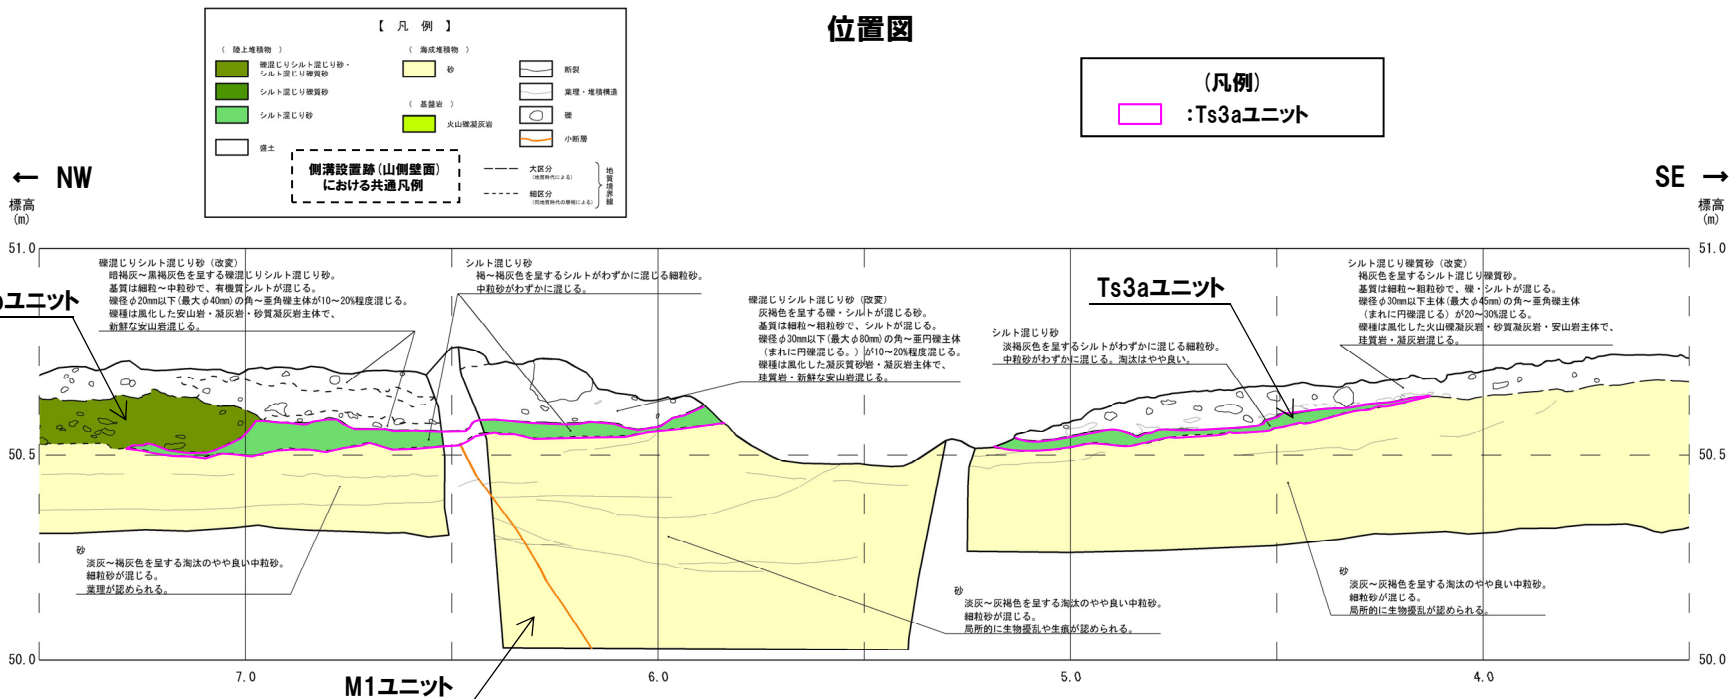 位置図
【 凡 例 】
( 陸上堆積物 )
礫混じりシルト混じり砂・
シルト混じり礫質砂
シルト混じり礫質砂
シルト混じり砂
盛土
( 海成堆積物 )
砂
( 基盤岩 )
火山礫凝灰岩
断裂
葉理・堆積構造
礫
小断層
側溝設置跡(山側壁面)
における共通凡例
大区分
(地質時代による)
細区分
(同地質時代の層相による)
地質境界線
(凡例)
:Ts3aユニット
← NW
標高
(m)
SE →
標高
(m)
51.0
51.0
礫混じりシルト混じり砂(改変)
暗褐灰~黒褐灰色を呈する礫混じりシルト混じり砂。
基質は細粒~中粒砂で、有機質シルトが混じる。
礫径φ20mm以下(最大φ40mm)の角~亜角礫主体が10~20%程度混じる。
礫種は風化した安山岩・凝灰岩・砂質凝灰岩主体で、
新鮮な安山岩混じる。
ユニット
シルト混じり砂
褐~褐灰色を呈するシルトがわずかに混じる細粒砂。
中粒砂がわずかに混じる。
礫混じりシルト混じり砂(改変)
灰褐色を呈する礫・シルトが混じる砂。
基質は細粒~粗粒砂で、シルトが混じる。
礫径φ30mm以下(最大φ80mm)の角~亜円礫主体
(まれに円礫混じる。)が10~20%程度混じる。
礫種は風化した凝灰質砂岩・凝灰岩主体で、
珪質岩・新鮮な安山岩混じる。
Ts3aユニット
シルト混じり砂
淡褐灰色を呈するシルトがわずかに混じる細粒砂。
中粒砂がわずかに混じる。淘汰はやや良い。
シルト混じり礫質砂(改変)
褐灰色を呈するシルト混じり礫質砂。
基質は細粒~粗粒砂で、礫・シルトが混じる。
礫径φ30mm以下主体(最大φ45mm)の角~亜角礫主体
(まれに円礫混じる)が20~30%混じる。
礫種は風化した火山礫凝灰岩・砂質凝灰岩・安山岩主体で、
珪質岩・凝灰岩混じる。
50.5
50.5
砂
淡灰~褐灰色を呈する淘汰のやや良い中粒砂。
細粒砂が混じる。
葉理が認められる。
砂
淡灰~灰褐色を呈する淘汰のやや良い中粒砂。
細粒砂が混じる。
局所的に生物擾乱や生痕が認められる。
砂
淡灰~灰褐色を呈する淘汰のやや良い中粒砂。
細粒砂が混じる。
局所的に生物擾乱が認められる。
50.0
50.0
7.0
6.0
5.0
4.0
M1ユニット